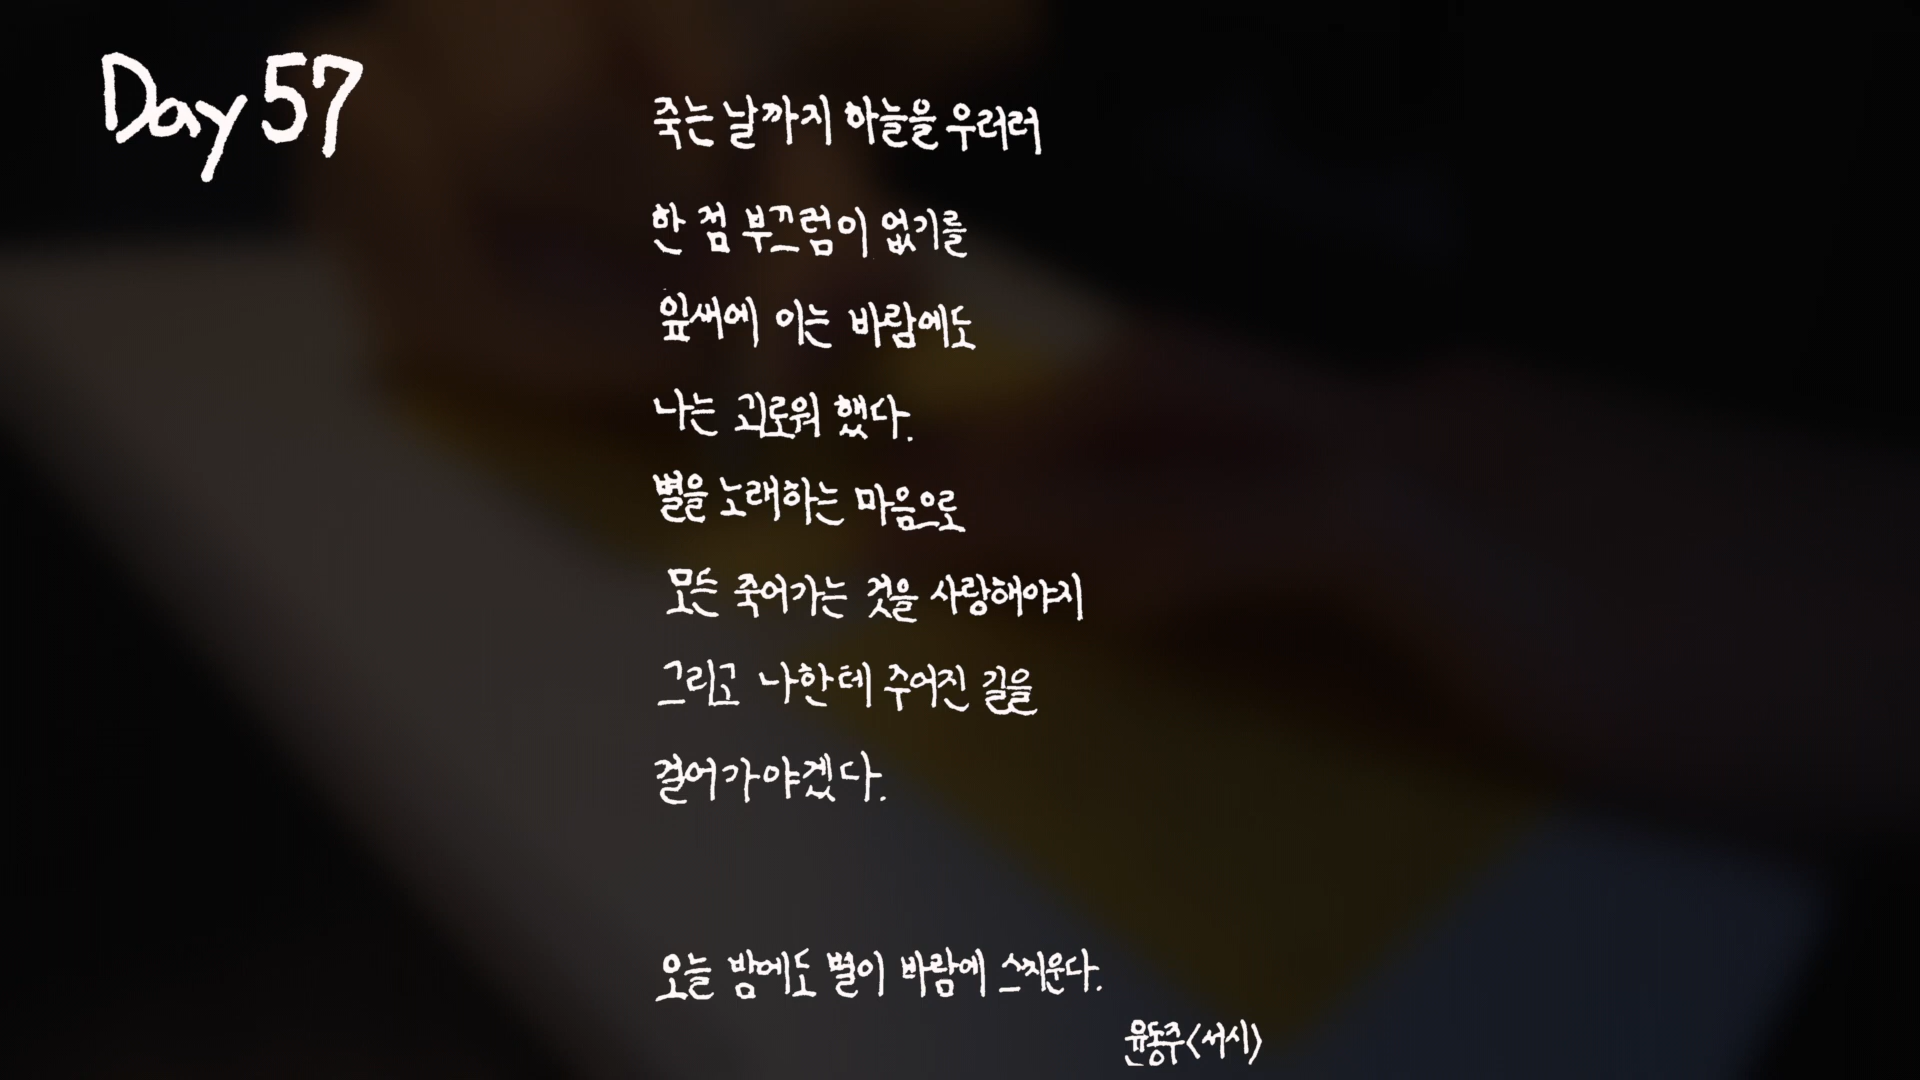 Day 57
죽는 날까지 하늘을 우러러
한 점 부끄럼이 없기를
잎새에 이는 바람에도
나는 괴로워 했다.
별을 노래하는 마음으로
모든 죽어가는 것을 사랑해야지
그리고 나한테 주어진 길을
걸어가야겠다.
오늘 밤에도 별이 바람에 스치운다.
윤동주<서시>